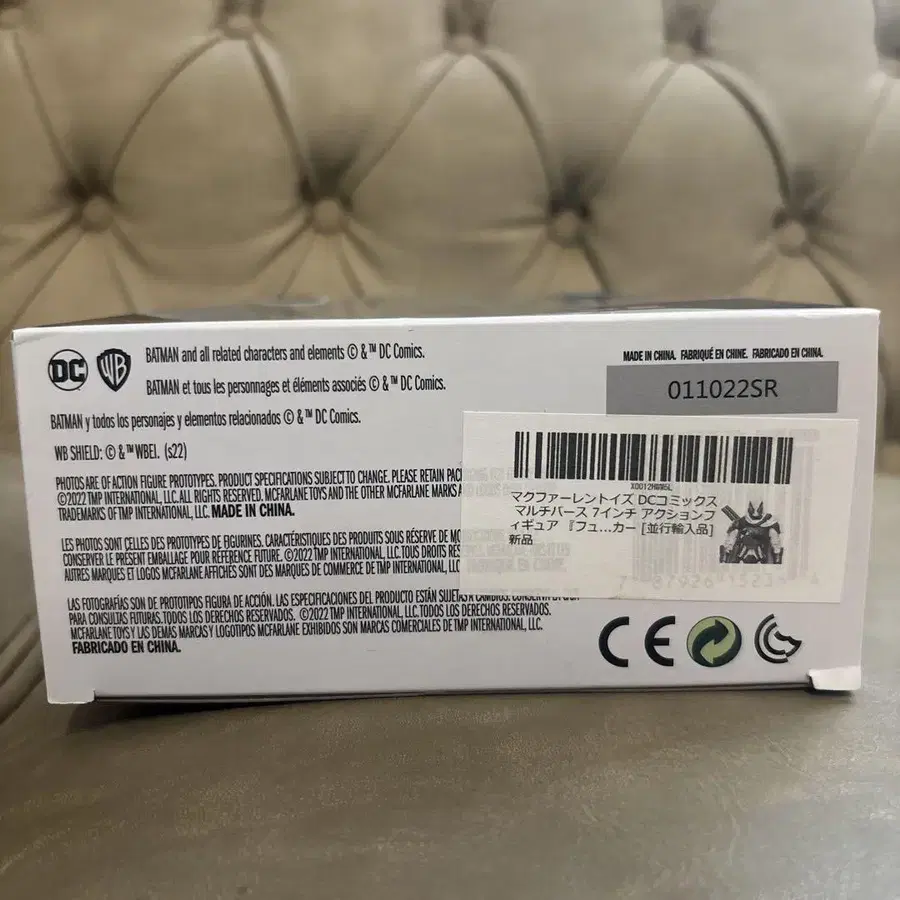 DC
WB
BATMAN and all related characters and elements © & ™ DC Comics.
BATMAN et tous les personnages et éléments associés © & ™ DC Comics.
BATMAN y todos los personajes y elementos relacionados © & ™ DC Comics.
WB SHIELD: © & ™ WBEI. (s22)
PHOTOS ARE OF ACTION FIGURE PROTOTYPES. PRODUCT SPECIFICATIONS SUBJECT TO CHANGE. PLEASE RETAIN
©2022 TMP INTERNATIONAL, LLC. ALL RIGHTS RESERVED. MCFARLANE TOYS AND THE OTHER MCFARLANE
TRADEMARKS OF TMP INTERNATIONAL, LLC. MADE IN CHINA.
LES PHOTOS SONT CELLES DES PROTOTYPES DE FIGURINES. CARACTÉRISTIQUES DES PRODUITS SOUS RÉSERVE DE
CONSERVER LE PRÉSENT EMBALLAGE POUR RÉFÉRENCE FUTURE. ©2022 TMP INTERNATIONAL, LLC. TOUS DROITS
AUTRES MARQUES ET LOGOS MCFARLANE AFFICHÉS SONT DES MARQUES DE COMMERCE DE TMP INTERNATIONAL, LLC
LAS FOTOGRAFÍAS SON DE PROTOTIPOS FIGURA DE ACCIÓN. LAS ESPECIFICACIONES DEL PRODUCTO ESTÁN SUJETAS A
PARA CONSULTAS FUTURAS. TODOS LOS DERECHOS RESERVADOS. ©2022 TMP INTERNATIONAL, LLC. TODOS LOS DERECHOS RESERVADOS.
MCFARLANE TOYS Y LAS DEMAS MARCAS Y LOGOTIPOS MCFARLANE EXHIBIDOS SON MARCAS COMERCIALES DE TMP INTERNATIONAL, LLC.
FABRICADO EN CHINA.
MADE IN CHINA. FABRIQUÉ EN CHINE. FABRICADO EN CHINA.
011022SR
マクファーレントイズ DCコミックス
マルチバース 7インチ アクションフ
ィギュア 『フュ…カー [並行輸入品]
新品
CE